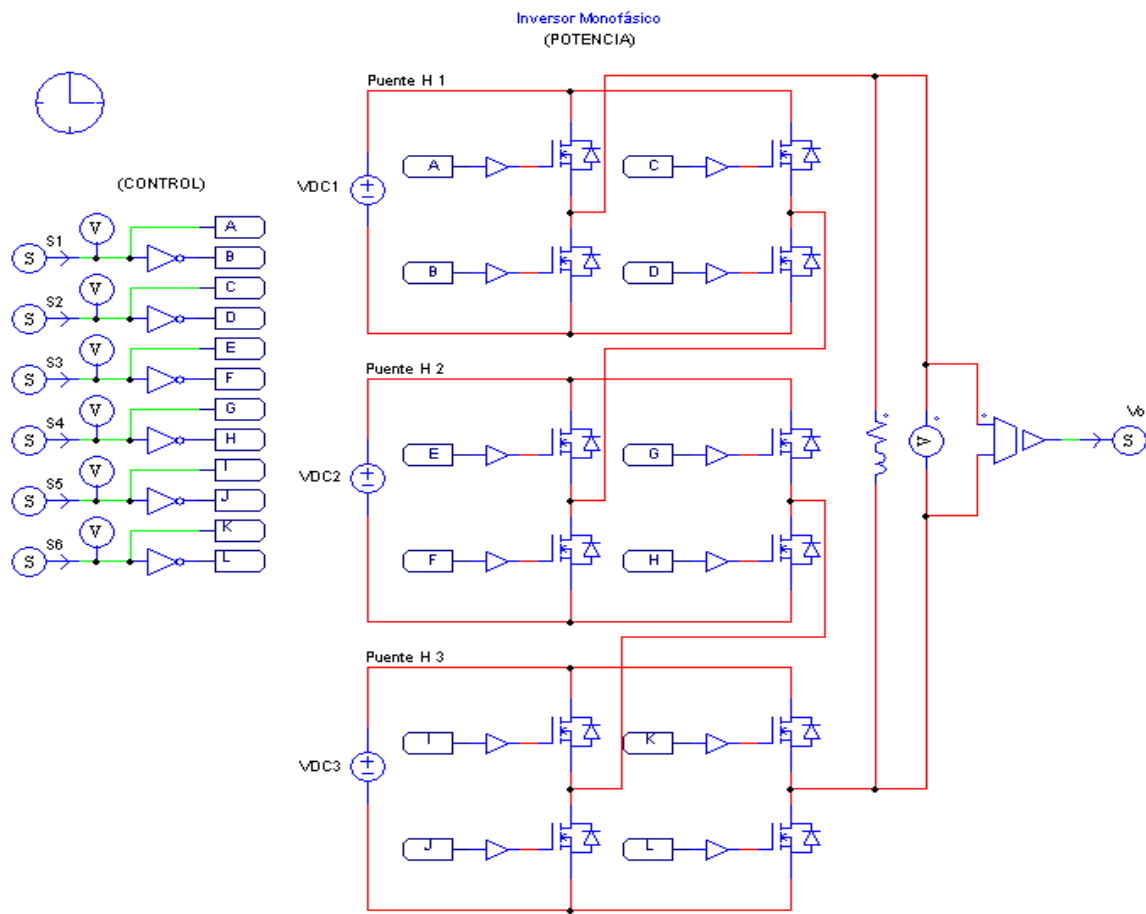 Inversor Monofásico
(POTENCIA)
(CONTROL)
S1
S
V
A
B
S2
S
V
C
D
S3
S
V
E
F
S4
S
V
G
H
S5
S
V
I
J
S6
S
V
K
L
Puente H 1
VDC1
A
C
B
D
Puente H 2
VDC2
E
G
F
H
Puente H 3
VDC3
I
K
J
L
V
Vo
S